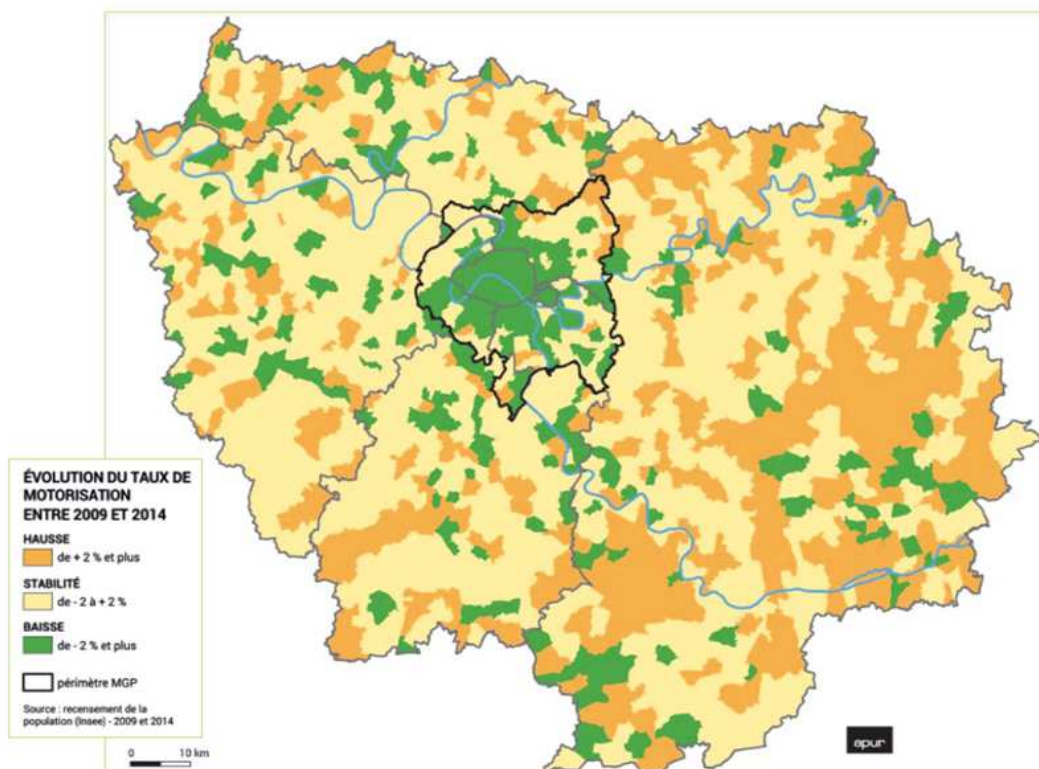 ÉVOLUTION DU TAUX DE
MOTORISATION
ENTRE 2009 ET 2014
HAUSSE
de + 2 % et plus
STABILITÉ
de - 2 à + 2 %
BAISSE
de - 2 % et plus
périmètre MGP
Source : recensement de la
population (Insee) - 2009 et 2014
0 10 km
apur